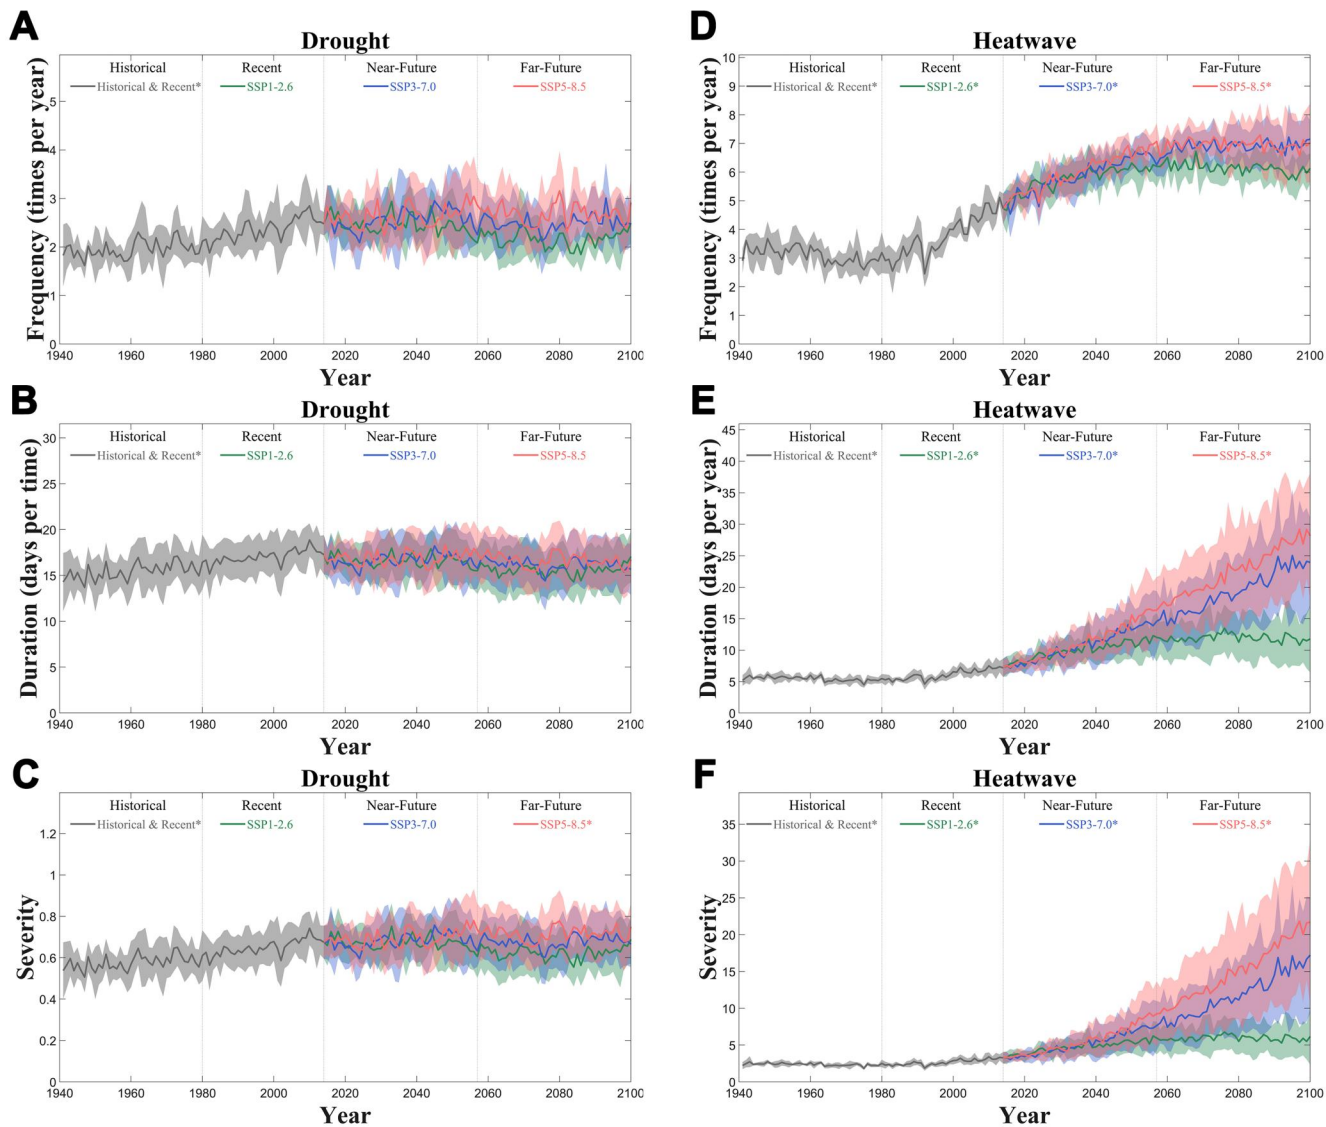 A
Drought
Historical Recent Near-Future Far-Future
Historical & Recent* SSP1-2.6 SSP3-7.0 SSP5-8.5
Frequency (times per year)
5
4
3
2
1
0
1940 1960 1980 2000 2020 2040 2060 2080 2100
Year
D
Heatwave
Historical Recent Near-Future Far-Future
Historical & Recent* SSP1-2.6* SSP3-7.0* SSP5-8.5*
Frequency (times per year)
10
9
8
7
6
5
4
3
2
1
0
1940 1960 1980 2000 2020 2040 2060 2080 2100
Year
B
Drought
Historical Recent Near-Future Far-Future
Historical & Recent* SSP1-2.6 SSP3-7.0 SSP5-8.5
Duration (days per time)
30
25
20
15
10
5
0
1940 1960 1980 2000 2020 2040 2060 2080 2100
Year
E
Heatwave
Historical Recent Near-Future Far-Future
Historical & Recent* SSP1-2.6* SSP3-7.0* SSP5-8.5*
Duration (days per year)
45
40
35
30
25
20
15
10
5
0
1940 1960 1980 2000 2020 2040 2060 2080 2100
Year
C
Drought
Historical Recent Near-Future Far-Future
Historical & Recent* SSP1-2.6 SSP3-7.0 SSP5-8.5*
Severity
1.2
1
0.8
0.6
0.4
0.2
0
1940 1960 1980 2000 2020 2040 2060 2080 2100
Year
F
Heatwave
Historical Recent Near-Future Far-Future
Historical & Recent* SSP1-2.6* SSP3-7.0* SSP5-8.5*
Severity
35
30
25
20
15
10
5
0
1940 1960 1980 2000 2020 2040 2060 2080 2100
Year